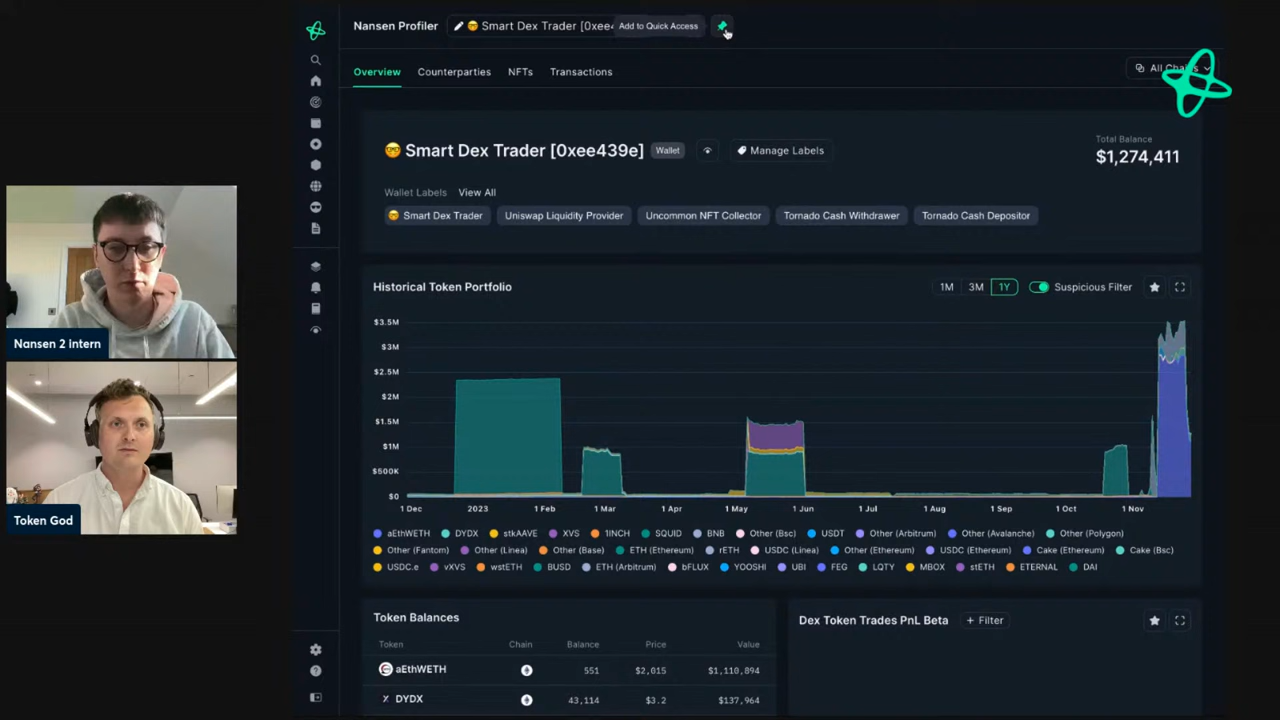 Nansen Profiler
Smart Dex Trader [0xee4
Add to Quick Access
Overview Counterparties NFTs Transactions
All Chains
Smart Dex Trader [0xee439e] Wallet Manage Labels
Total Balance
$1,274,411
Wallet Labels View All
Smart Dex Trader Uniswap Liquidity Provider Uncommon NFT Collector Tornado Cash Withdrawer Tornado Cash Depositor
Historical Token Portfolio
1M 3M 1Y Suspicious Filter
$3.5M
$3M
$2.5M
$2M
$1.5M
$1M
$500K
$0
1 Dec 2023 1 Feb 1 Mar 1 Apr 1 May 1 Jun 1 Jul 1 Aug 1 Sep 1 Oct 1 Nov
aEthWETH DYDX stkAAVE XVS 1INCH SQUID BNB Other (Bsc) USDT Other (Arbitrum) Other (Avalanche) Other (Polygon)
Other (Fantom) Other (Linea) Other (Base) ETH (Ethereum) rETH USDC (Linea) Other (Ethereum) USDC (Ethereum) Cake (Ethereum) Cake (Bsc)
USDC.e vXVS wstETH BUSD ETH (Arbitrum) bFLUX YOOSHI UBI FEG LQTY MBOX stETH ETERNAL DAI
Token Balances
Token Chain Balance Price Value
aEthWETH 551 $2,015 $1,110,894
DYDX 43,114 $3.2 $137,964
Dex Token Trades PnL Beta + Filter
Nansen 2 Intern
Token God